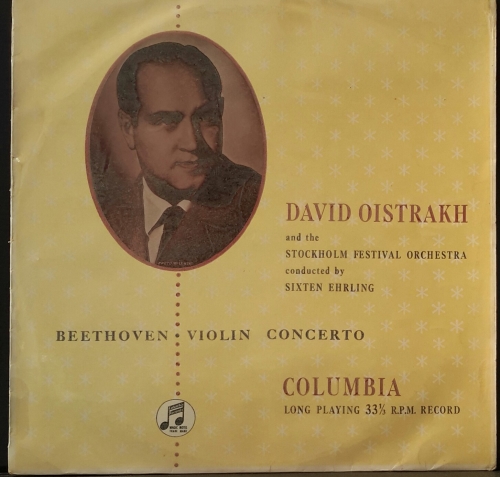 DAVID OISTRAKH
and the
STOCKHOLM FESTIVAL ORCHESTRA
conducted by
SIXTEN EHRLING
BEETHOVEN · VIOLIN CONCERTO
COLUMBIA
LONG PLAYING 33⅓ R.P.M. RECORD